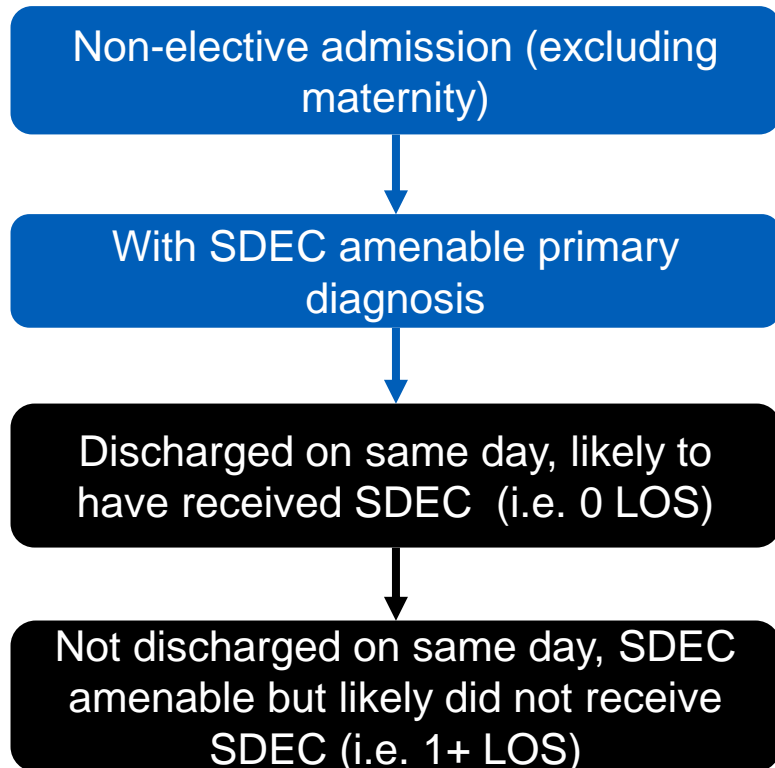 Non-elective admission (excluding
maternity)
With SDEC amenable primary
diagnosis
Discharged on same day, likely to
have received SDEC (i.e. 0 LOS)
Not discharged on same day, SDEC
amenable but likely did not receive
SDEC (i.e. 1+ LOS)